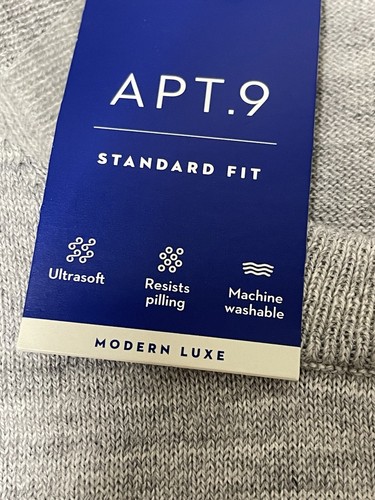 APT.9
STANDARD FIT
Ultrasoft
Resists
pilling
Machine
washable
MODERN LUXE